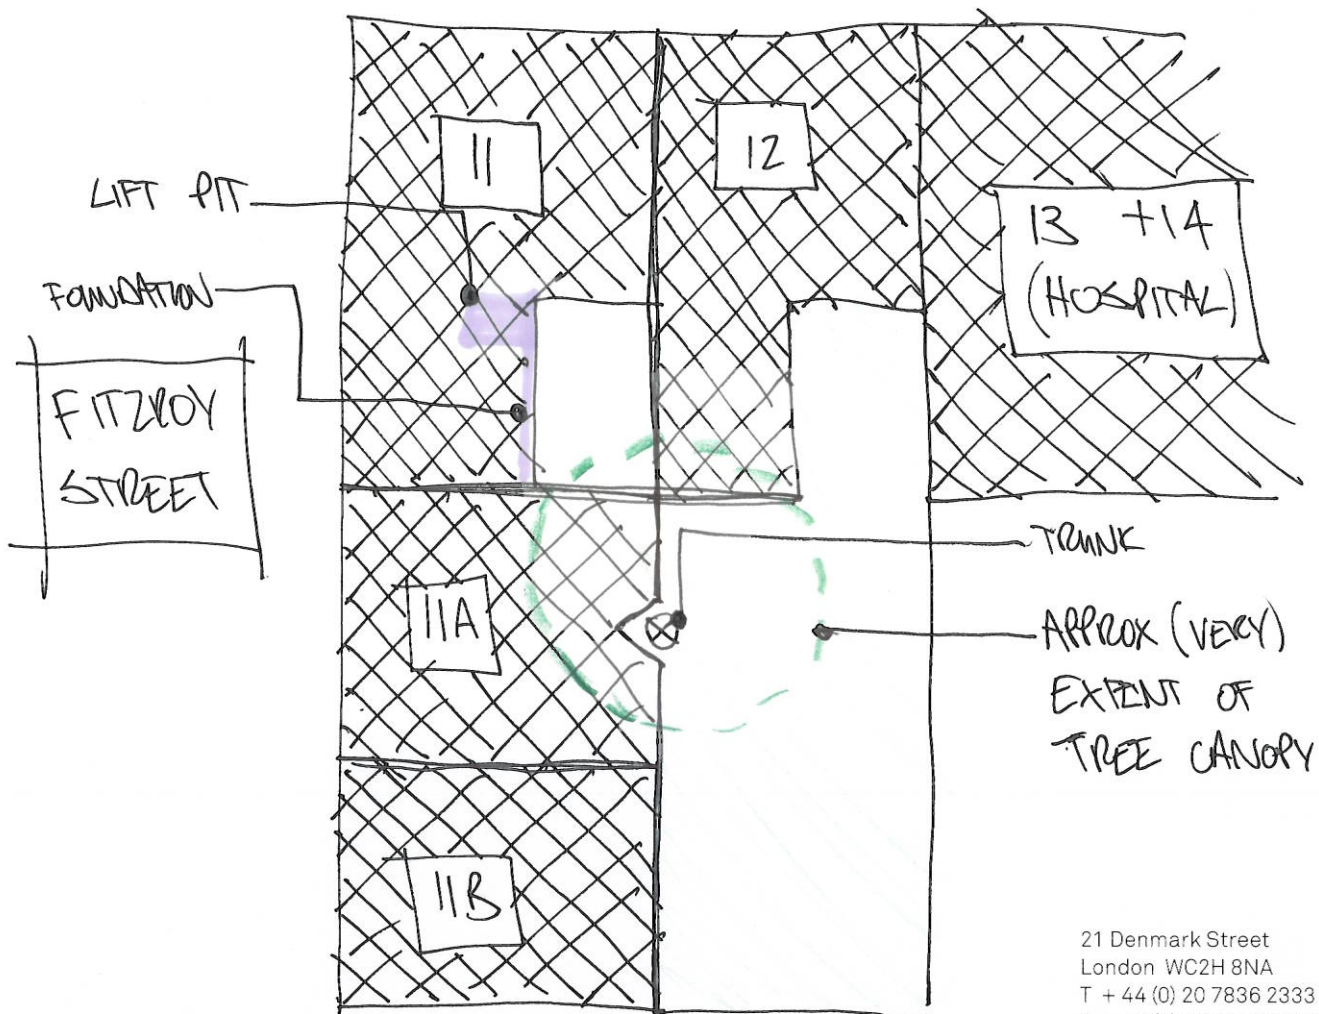 11
12
LIFT PIT
13 +14
(HOSPITAL)
FOUNDATION
FITZROY
STREET
TRUNK
11A
APPROX (VERY)
EXTENT OF
TREE CANOPY
11B
21 Denmark Street
London WC2H 8NA
T + 44 (0) 20 7836 2333